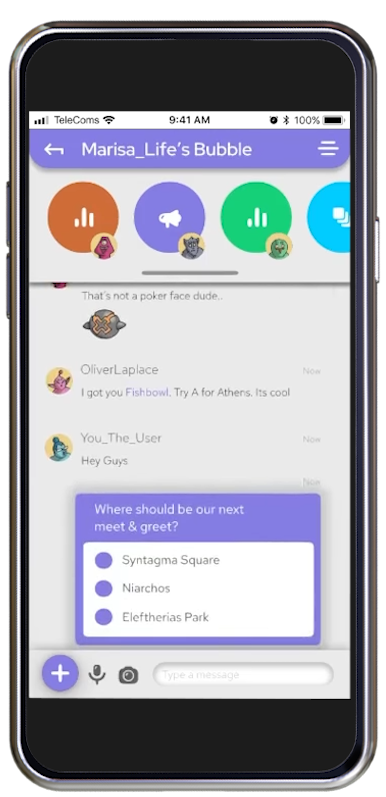 TeleComs
9:41 AM
100%
Marisa_Life's Bubble
That's not a poker face dude..
OliverLaplace
Now
I got you Fishbowl. Try A for Athens. Its cool
You_The_User
Now
Hey Guys
Now
Where should be our next
meet & greet?
Syntagma Square
Niarchos
Eleftherias Park
Type a message